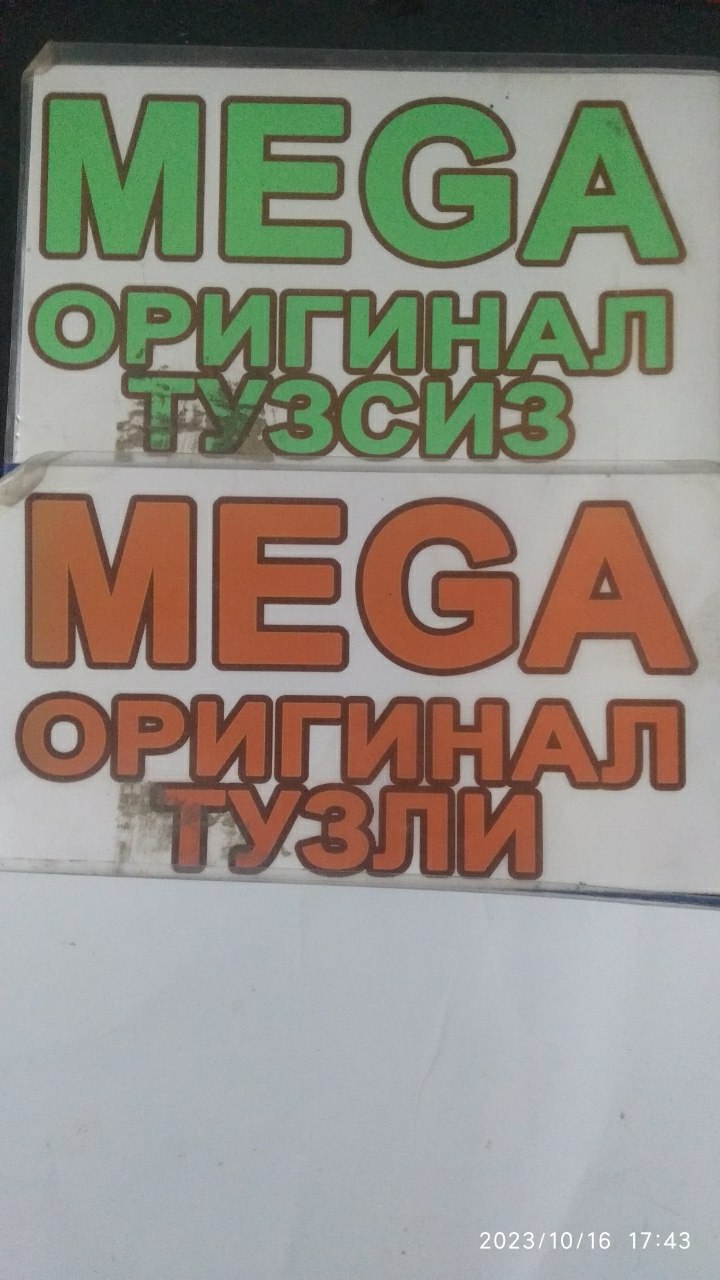 MEGA
ОРИГИНАЛ
ТУЗСИЗ
MEGA
ОРИГИНАЛ
ТУЗЛИ
2023/10/16 17:43